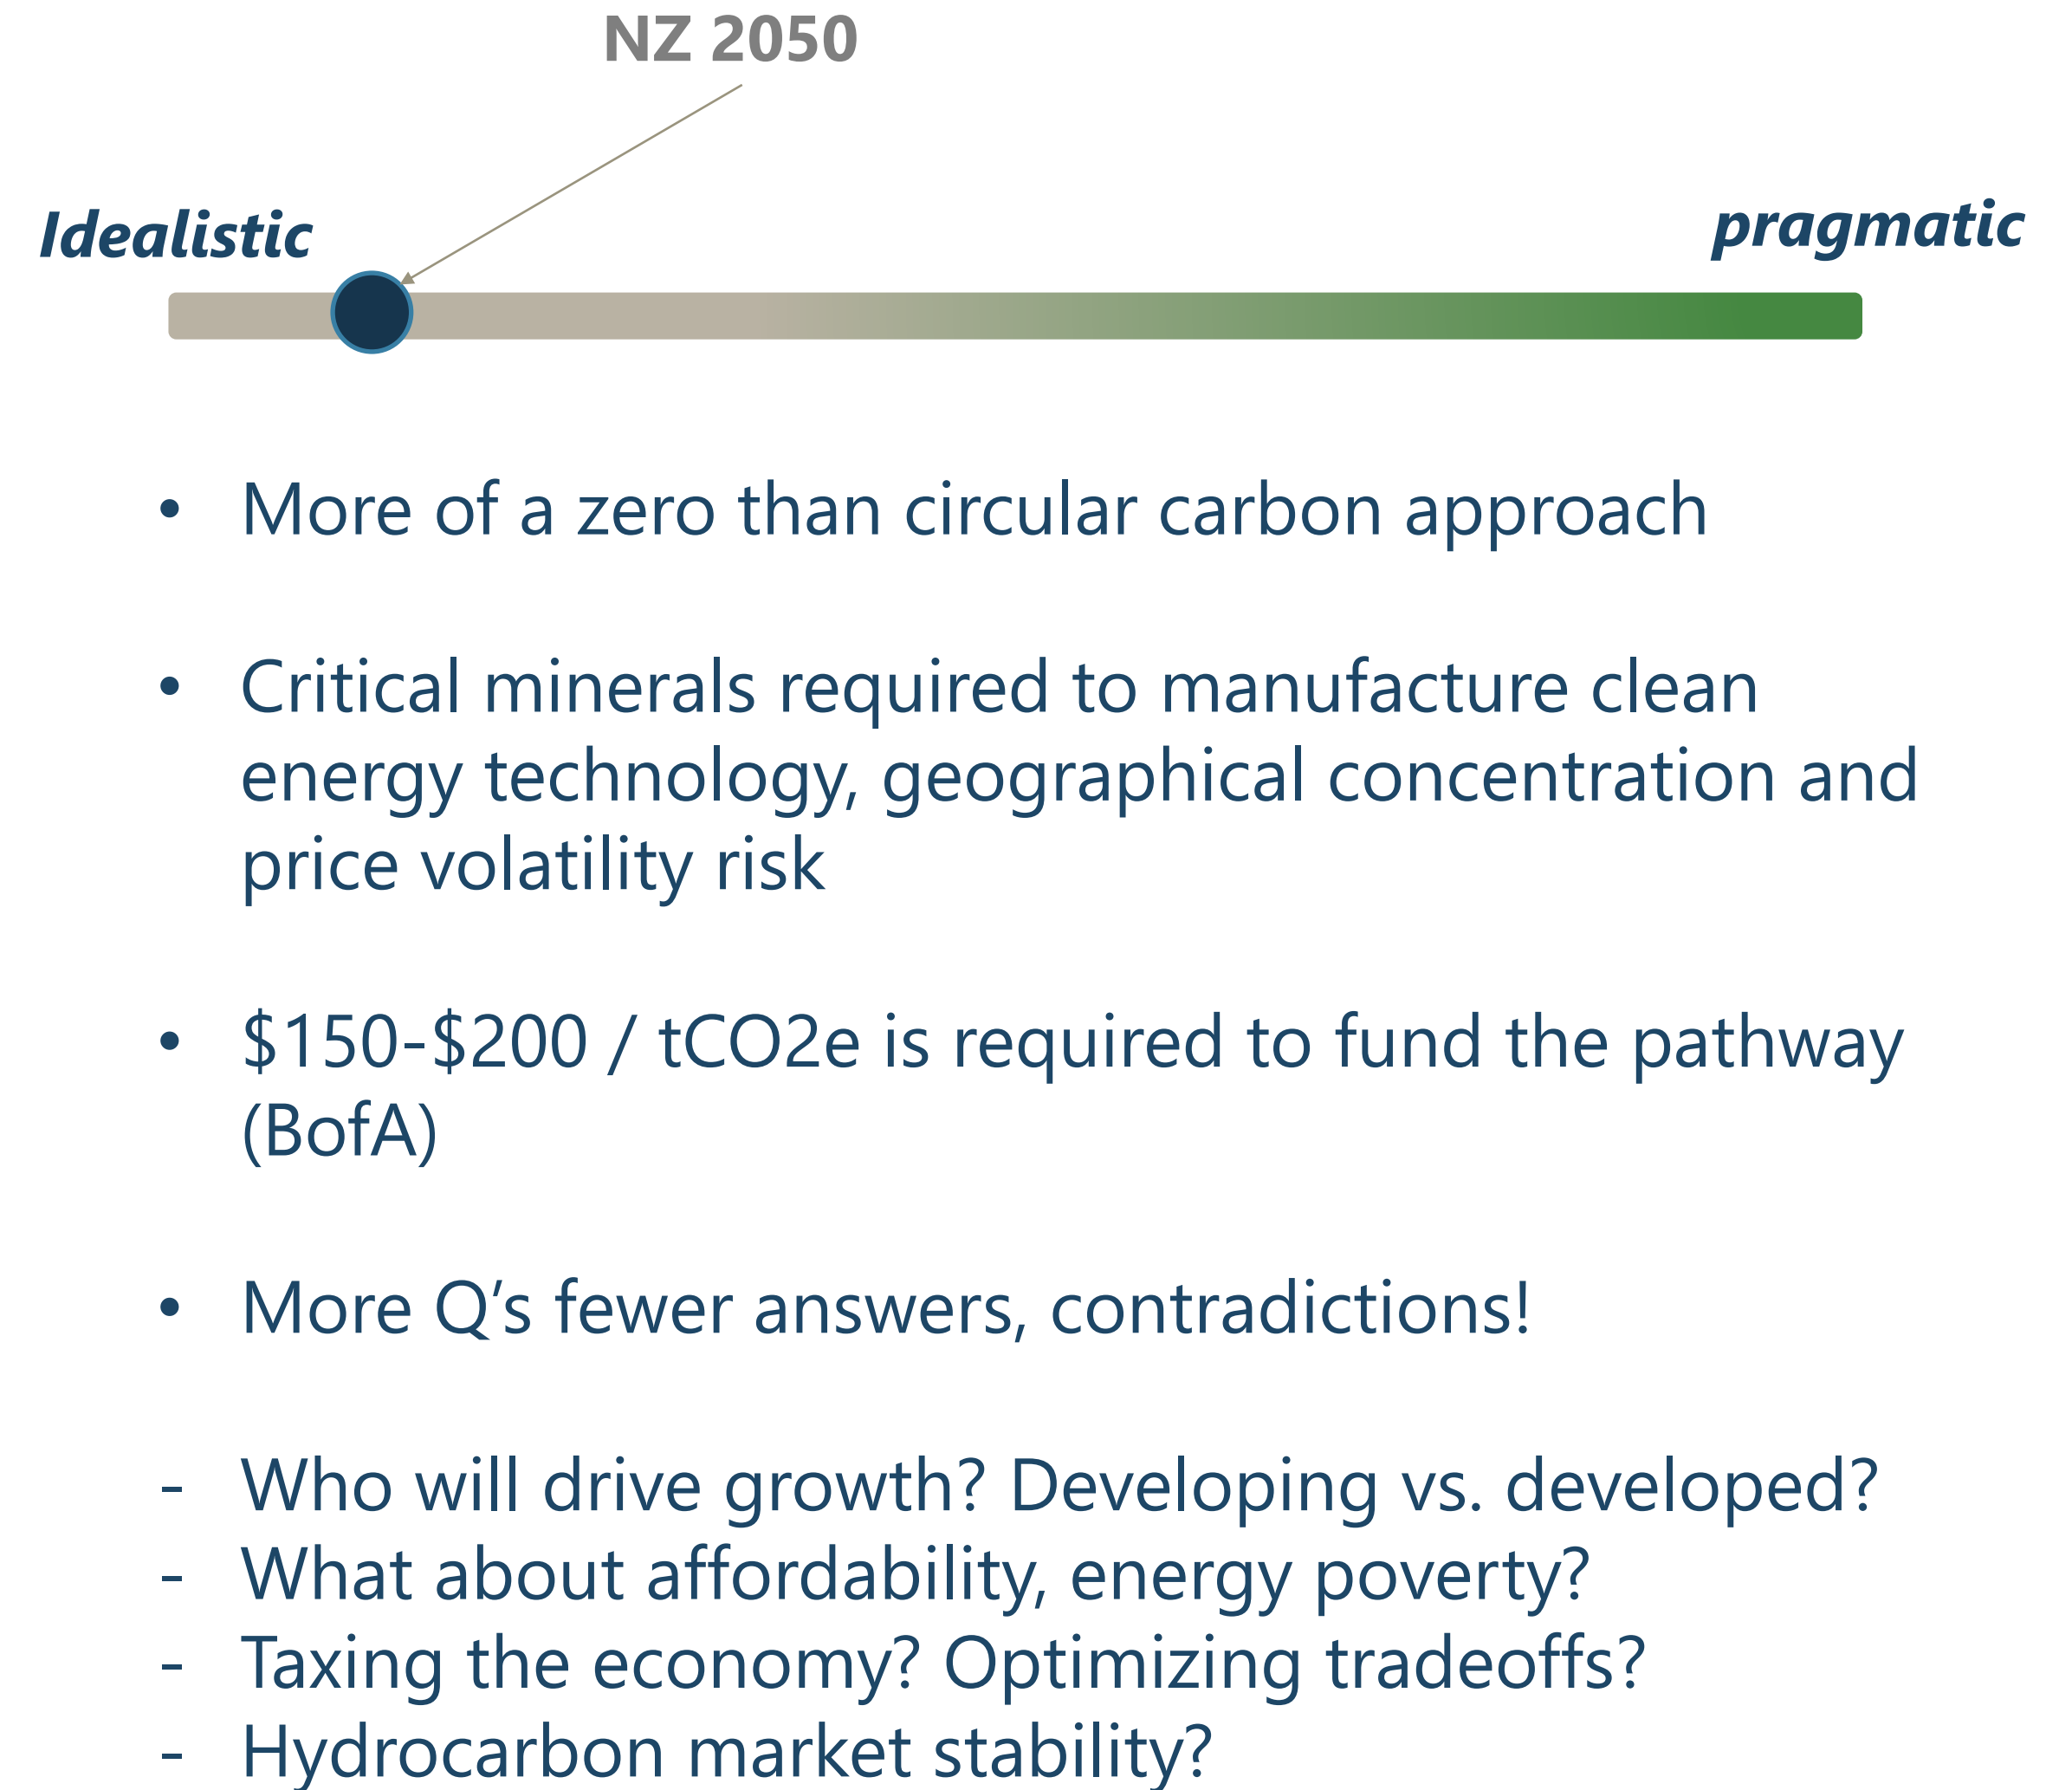 NZ 2050
Idealistic
pragmatic
• More of a zero than circular carbon approach
• Critical minerals required to manufacture clean
energy technology, geographical concentration and
price volatility risk
• $150-$200 / tCO2e is required to fund the pathway
(BofA)
• More Q’s fewer answers, contradictions!
- Who will drive growth? Developing vs. developed?
- What about affordability, energy poverty?
- Taxing the economy? Optimizing tradeoffs?
- Hydrocarbon market stability?